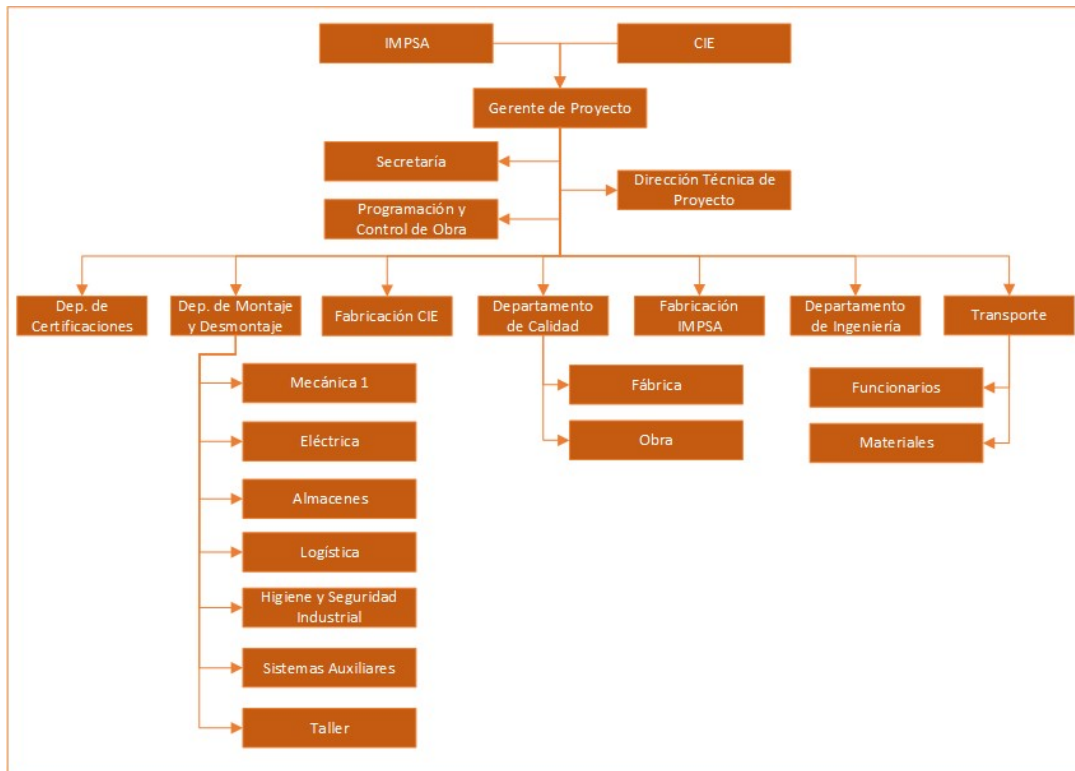 IMPSA
CIE
Gerente de Proyecto
Secretaría
Dirección Técnica de
Proyecto
Programación y
Control de Obra
Dep. de
Certificaciones
Dep. de Montaje
y Desmontaje
Fabricación CIE
Departamento
de Calidad
Fabricación
IMPSA
Departamento
de Ingeniería
Transporte
Mecánica 1
Eléctrica
Almacenes
Logística
Higiene y Seguridad
Industrial
Sistemas Auxiliares
Taller
Fábrica
Obra
Funcionarios
Materiales